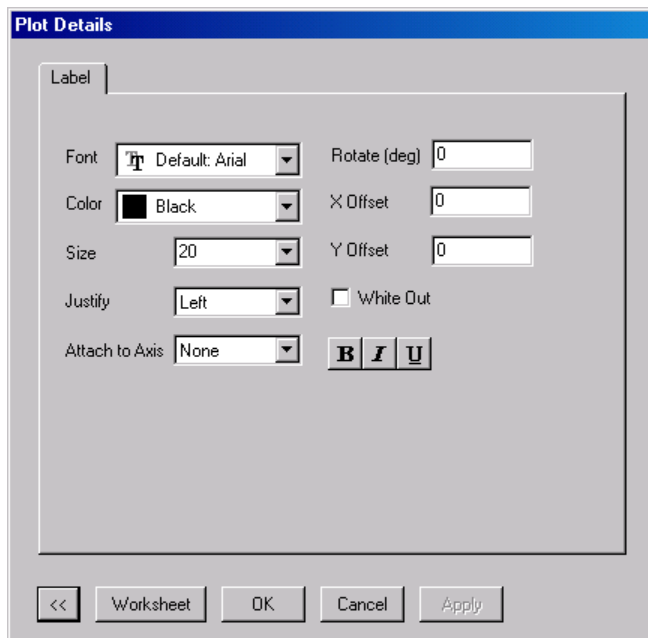 Plot Details
Label
Font Default: Arial Rotate (deg) 0
Color Black X Offset 0
Size 20 Y Offset 0
Justify Left White Out
Attach to Axis None B I U
<< Worksheet OK Cancel Apply